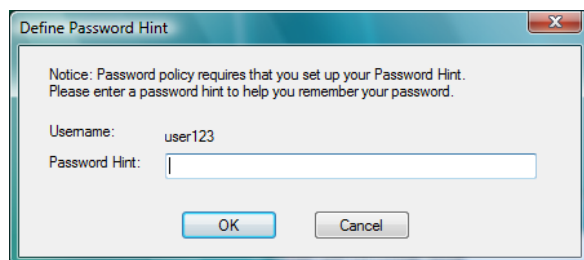 Define Password Hint
Notice: Password policy requires that you set up your Password Hint.
Please enter a password hint to help you remember your password.
Username: user123
Password Hint:
OK Cancel